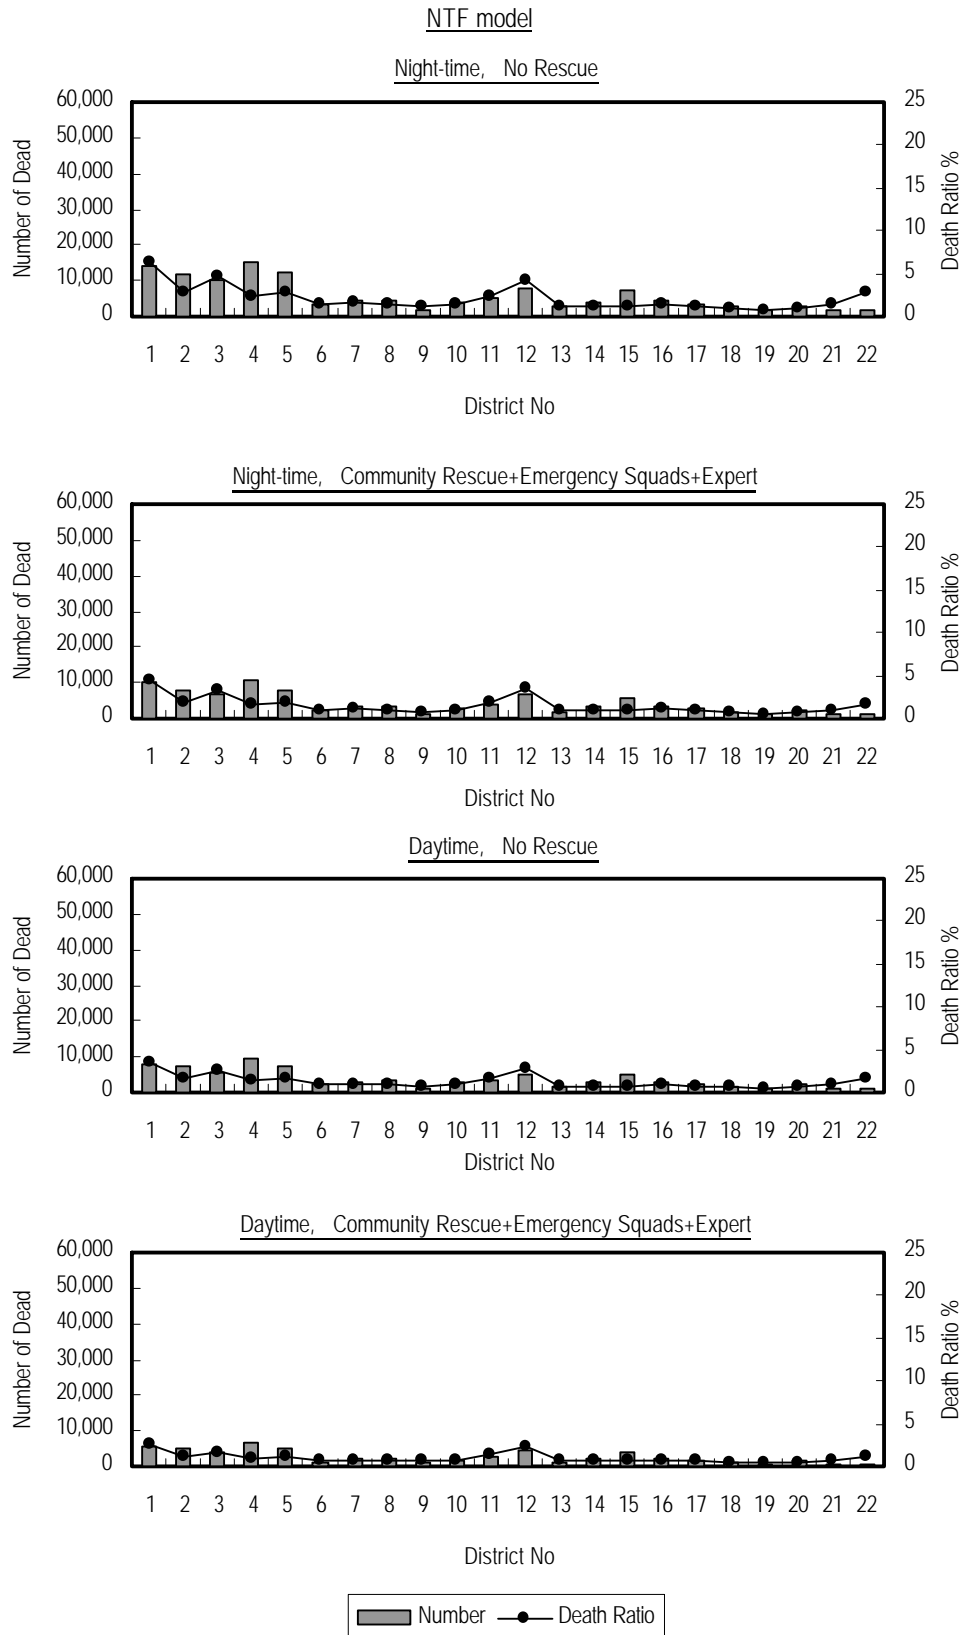 NTF model
Night-time, No Rescue
60,000 25
50,000 20
40,000 15
30,000 10
20,000 5
10,000 0
0
Number of Dead
Death Ratio %
1 2 3 4 5 6 7 8 9 10 11 12 13 14 15 16 17 18 19 20 21 22
District No
Night-time, Community Rescue+Emergency Squads+Expert
60,000 25
50,000 20
40,000 15
30,000 10
20,000 5
10,000 0
0
Number of Dead
Death Ratio %
1 2 3 4 5 6 7 8 9 10 11 12 13 14 15 16 17 18 19 20 21 22
District No
Daytime, No Rescue
60,000 25
50,000 20
40,000 15
30,000 10
20,000 5
10,000 0
0
Number of Dead
Death Ratio %
1 2 3 4 5 6 7 8 9 10 11 12 13 14 15 16 17 18 19 20 21 22
District No
Daytime, Community Rescue+Emergency Squads+Expert
60,000 25
50,000 20
40,000 15
30,000 10
20,000 5
10,000 0
0
Number of Dead
Death Ratio %
1 2 3 4 5 6 7 8 9 10 11 12 13 14 15 16 17 18 19 20 21 22
District No
Number Death Ratio